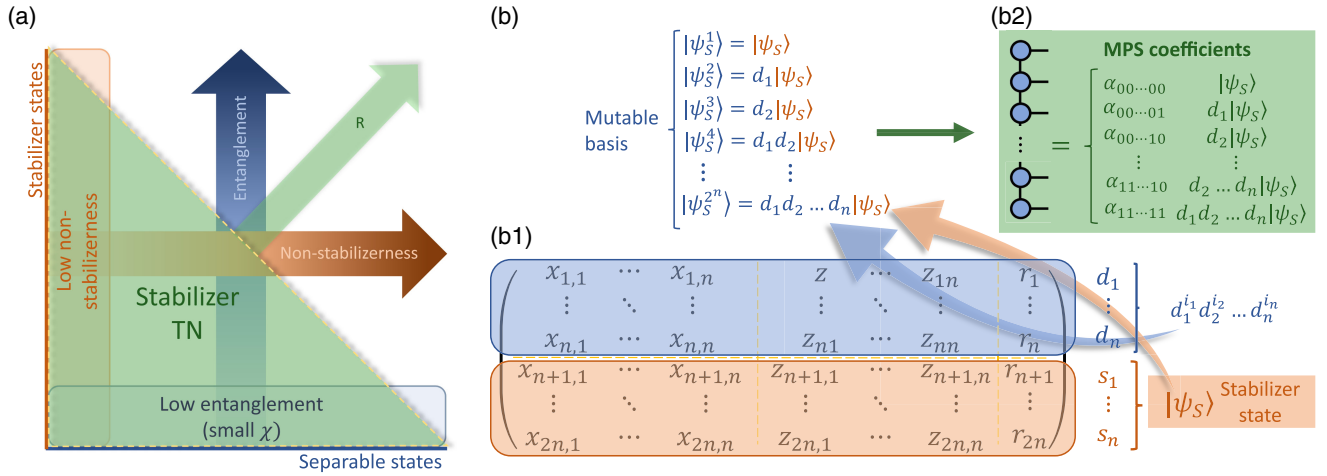 (a)
Stabilizer states
Low non-
stabilizerness
Entanglement
R
Non-stabilizerness
Stabilizer
TN
Low entanglement
(small χ)
Separable states
(b)
Mutable
basis
|ψ_S^1⟩ = |ψ_S⟩
|ψ_S^2⟩ = d_1|ψ_S⟩
|ψ_S^3⟩ = d_2|ψ_S⟩
|ψ_S^4⟩ = d_1d_2|ψ_S⟩
⋮ ⋮
|ψ_S^{2^n}⟩ = d_1d_2 … d_n|ψ_S⟩
(b2)
MPS coefficients
=
α_{00⋯00} |ψ_S⟩
α_{00⋯01} d_1|ψ_S⟩
α_{00⋯10} d_2|ψ_S⟩
⋮ ⋮
α_{11⋯10} d_2 … d_n|ψ_S⟩
α_{11⋯11} d_1d_2 … d_n|ψ_S⟩
(b1)
x_{1,1} ⋯ x_{1,n} z ⋯ z_{1n} r_1 d_1
⋮ ⋱ ⋮ ⋮ ⋱ ⋮ ⋮ ⋮
x_{n,1} ⋯ x_{n,n} z_{n1} ⋯ z_{nn} r_n d_n
d_1^{i_1}d_2^{i_2} … d_n^{i_n}
x_{n+1,1} ⋯ x_{n+1,n} z_{n+1,1} ⋯ z_{n+1,n} r_{n+1} s_1
⋮ ⋱ ⋮ ⋮ ⋱ ⋮ ⋮ ⋮
x_{2n,1} ⋯ x_{2n,n} z_{2n,1} ⋯ z_{2n,n} r_{2n} s_n
|ψ_S⟩ Stabilizer
state